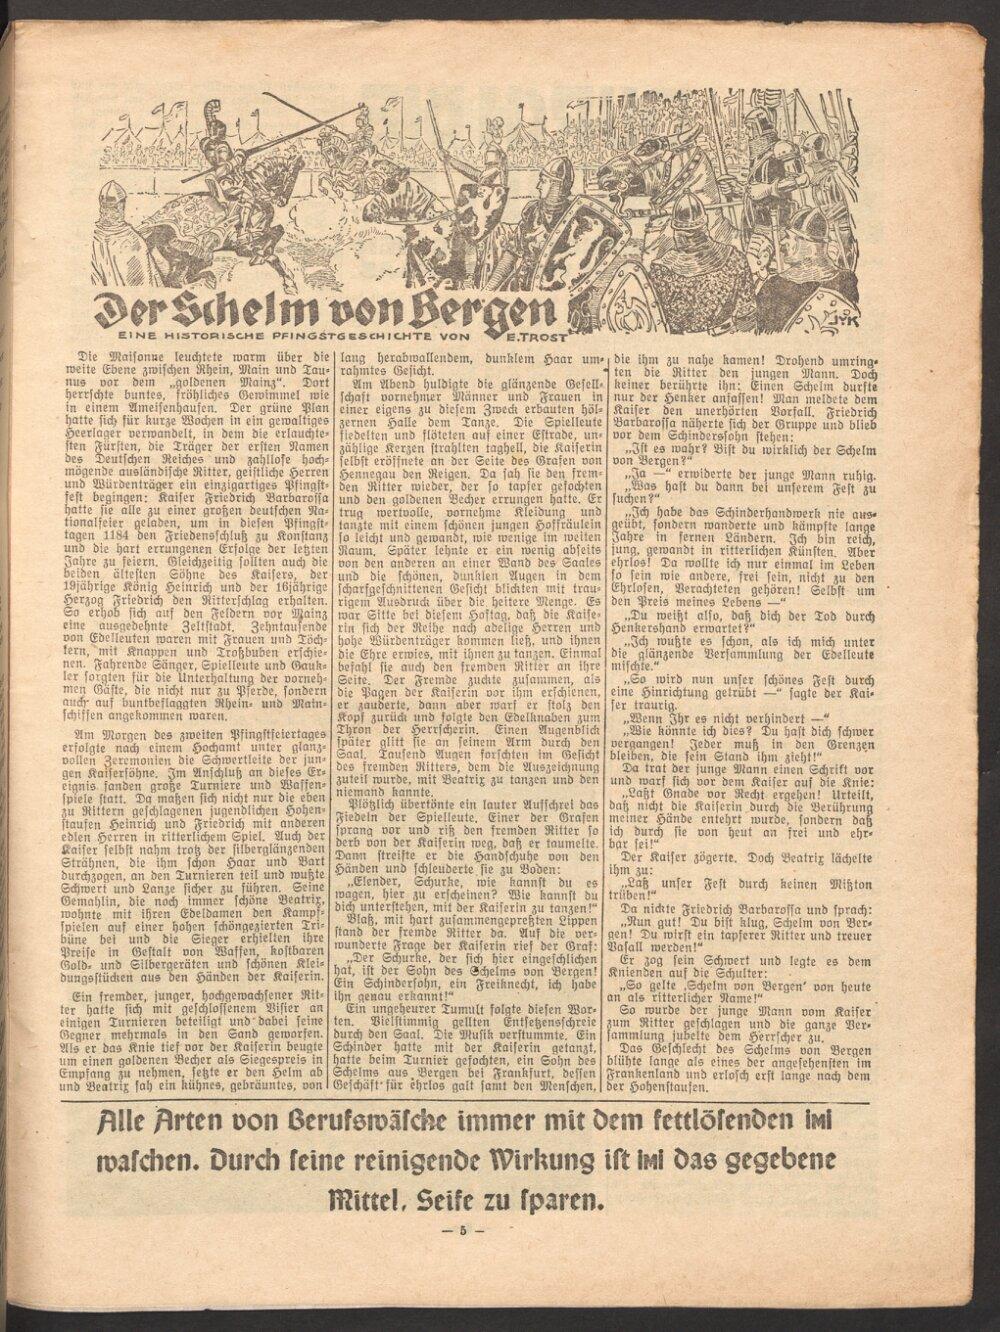 Der Schelm von Bergen
EINE HISTORISCHE PFINGSTGESCHICHTE VON E. TROST
JYK
Die Maisonne leuchtete warm über die
weite Ebene zwischen Rhein, Main und Tau-
nus vor dem „goldenen Mainz“. Dort
herrschte buntes, fröhliches Gewimmel wie
in einem Ameisenhaufen. Der grüne Plan
hatte sich für kurze Wochen in ein gewaltiges
Heerlager verwandelt, in dem die erlauchte-
sten Fürsten, die Träger der ersten Namen
des Deutschen Reiches und zahllose hoch-
mögende ausländische Ritter, geistliche Herren
und Würdenträger ein einzigartiges Pfingst-
fest begingen: Kaiser Friedrich Barbarossa
hatte sie alle zu einer großen deutschen Na-
tionalfeier geladen, um in diesen Pfingst-
tagen 1184 den Friedensschluß zu Konstanz
und die hart errungenen Erfolge der letzten
Jahre zu feiern. Gleichzeitig sollten auch die
beiden ältesten Söhne des Kaisers, der
19jährige König Heinrich und der 16jährige
Herzog Friedrich den Ritterschlag erhalten.
So erhob sich auf den Feldern vor Mainz
eine ausgedehnte Zeltstadt. Zehntausende
von Edelleuten waren mit Frauen und Töch-
tern, mit Knappen und Troßbuben erschie-
nen. Fahrende Sänger, Spielleute und Gauk-
ler sorgten für die Unterhaltung der vorneh-
men Gäste, die nicht nur zu Pferde, sondern
auch auf buntbeflaggten Rhein- und Main-
schiffen angekommen waren.
Am Morgen des zweiten Pfingstfeiertages
erfolgte nach einem Hochamt unter glanz-
vollen Zeremonien die Schwertleite der jun-
gen Kaisersöhne. Im Anschluß an dieses Er-
eignis fanden große Turniere und Waffen-
spiele statt. Da maßen sich nicht nur die eben
zu Rittern geschlagenen jugendlichen Hohen-
staufen Heinrich und Friedrich mit anderen
edlen Herren in ritterlichem Spiel. Auch der
Kaiser selbst nahm trotz der silberglänzenden
Strähnen, die ihm schon Haar und Bart
durchzogen, an den Turnieren teil und wußte
Schwert und Lanze sicher zu führen. Seine
Gemahlin, die noch immer schöne Beatrix,
wohnte mit ihren Edeldamen den Kampf-
spielen auf einer hohen schöngezierten Tri-
büne bei und die Sieger erhielten ihre
Preise in Gestalt von Waffen, kostbaren
Gold- und Silbergeräten und schönen Klei-
dungsstücken aus den Händen der Kaiserin.
Ein fremder, junger, hochgewachsener Rit-
ter hatte sich mit geschlossenem Visier an
einigen Turnieren beteiligt und dabei seine
Gegner mehrmals in den Sand geworfen.
Als er das Knie tief vor der Kaiserin beugte
um einen goldenen Becher als Siegespreis in
Empfang zu nehmen, setzte er den Helm ab
und Beatrix sah ein kühnes, gebräuntes, von
lang herabwallendem, dunklem Haar um-
rahmtes Gesicht.
Am Abend huldigte die glänzende Gesell-
schaft vornehmer Männer und Frauen in
einer eigens zu diesem Zweck erbauten höl-
zernen Halle dem Tanze. Die Spielleute
fiedelten und flöteten auf einer Estrade, un-
zählige Kerzen strahlten taghell, die Kaiserin
selbst eröffnete an der Seite des Grafen von
Hennegau den Reigen. Da sah sie den frem-
den Ritter wieder, der so tapfer gefochten
und den goldenen Becher errungen hatte. Er
trug wertvolle, vornehme Kleidung und
tanzte mit einem schönen jungen Hoffräulein
so leicht und gewandt, wie wenige im weiten
Raum. Später lehnte er ein wenig abseits
von den anderen an einer Wand des Saales
und die schönen, dunklen Augen in dem
scharfgeschnittenen Gesicht blickten mit trau-
rigem Ausdruck über die heitere Menge. Es
war Sitte bei diesem Hoftag, daß die Kaise-
rin sich der Reihe nach adelige Herren und
hohe Würdenträger kommen ließ, und ihnen
die Ehre erwies, mit ihnen zu tanzen. Einmal
befahl sie auch den fremden Ritter an ihre
Seite. Der Fremde zuckte zusammen, als
die Pagen der Kaiserin vor ihm erschienen,
er zauderte, dann aber warf er stolz den
Kopf zurück und folgte den Edelknaben zum
Thron der Herrscherin. Einen Augenblick
später glitt sie an seinem Arm durch den
Saal. Tausend Augen forschten im Gesicht
des fremden Ritters, dem die Auszeichnung
zuteil wurde, mit Beatrix zu tanzen und den
niemand kannte.
Plötzlich übertönte ein lauter Aufschrei das
Fiedeln der Spielleute. Einer der Grafen
sprang vor und riß den fremden Ritter so
derb von der Kaiserin weg, daß er taumelte.
Dann streifte er die Handschuhe von den
Händen und schleuderte sie zu Boden:
„Elender, Schurke, wie kannst du es
wagen, hier zu erscheinen? Wie kannst du
dich unterstehen, mit der Kaiserin zu tanzen!“
Blaß, mit hart zusammengepreßten Lippen
stand der fremde Ritter da. Auf die ver-
wunderte Frage der Kaiserin rief der Graf:
„Der Schurke, der sich hier eingeschlichen
hat, ist der Sohn des Schelms von Bergen!
Ein Schindersohn, ein Freiknecht, ich habe
ihn genau erkannt!“
Ein ungeheurer Tumult folgte diesen Wor-
ten. Vielstimmig gellten Entsetzensschreie
durch den Saal. Die Musik verstummte. Ein
Schinder hatte mit der Kaiserin getanzt,
hatte beim Turnier gefochten, ein Sohn des
Schelms aus Bergen bei Frankfurt, dessen
Geschäft für ehrlos galt samt den Menschen,
die ihm zu nahe kamen! Drohend umring-
ten die Ritter den jungen Mann. Doch
keiner berührte ihn: Einen Schelm durfte
nur der Henker anfassen! Man meldete dem
Kaiser den unerhörten Vorfall. Friedrich
Barbarossa näherte sich der Gruppe und blieb
vor dem Schinderssohn stehen:
„Ist es wahr? Bist du wirklich der Schelm
von Bergen?“
„Ja —“ erwiderte der junge Mann ruhig.
„Was hast du dann bei unserem Fest zu
suchen?“
„Ich habe das Schinderhandwerk nie aus-
geübt, sondern wanderte und kämpfte lange
Jahre in fernen Ländern. Ich bin reich,
jung, gewandt in ritterlichen Künsten. Aber
ehrlos! Da wollte ich nur einmal im Leben
so sein wie andere, frei sein, nicht zu den
Ehrlosen, Verachteten gehören! Selbst um
den Preis meines Lebens —“
„Du weißt also, daß dich der Tod durch
Henkershand erwartet?“
„Ich wußte es schon, als ich mich unter
die glänzende Versammlung der Edelleute
mischte.“
„So wird nun unser schönes Fest durch
eine Hinrichtung getrübt —“ sagte der Kai-
ser traurig.
„Wenn Ihr es nicht verhindert —“
„Wie könnte ich dies? Du hast dich schwer
vergangen! Jeder muß in den Grenzen
bleiben, die sein Stand ihm zieht!“
Da trat der junge Mann einen Schritt vor
und warf sich vor dem Kaiser auf die Knie:
„Laßt Gnade vor Recht ergehen! Urteilt,
daß nicht die Kaiserin durch die Berührung
meiner Hände entehrt wurde, sondern daß
ich durch sie von heut an frei und ehr-
bar sei!“
Der Kaiser zögerte. Doch Beatrix lächelte
ihm zu:
„Laß unser Fest durch keinen Mißton
trüben!“
Da nickte Friedrich Barbarossa und sprach:
„Nun gut! Du bist klug, Schelm von Ber-
gen! Du wirst ein tapferer Ritter und treuer
Vasall werden!“
Er zog sein Schwert und legte es dem
Knienden auf die Schulter:
„So gelte ‚Schelm von Bergen‘ von heute
an als ritterlicher Name!“
So wurde der junge Mann vom Kaiser
zum Ritter geschlagen und die ganze Ver-
sammlung jubelte dem Herrscher zu.
Das Geschlecht des Schelms von Bergen
blühte lange als eines der angesehensten im
Frankenland und erlosch erst lange nach dem
der Hohenstaufen.
Alle Arten von Berufswäsche immer mit dem fettlösenden iMi
waschen. Durch seine reinigende Wirkung ist iMi das gegebene
Mittel, Seife zu sparen.
— 5 —